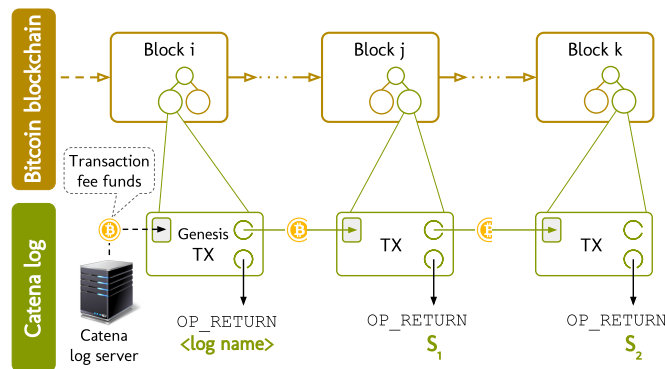 Bitcoin blockchain
Block i
Block j
Block k
Transaction
fee funds
Catena log
Genesis
TX
TX
TX
Catena
log server
OP_RETURN
<log name>
OP_RETURN
S1
OP_RETURN
S2